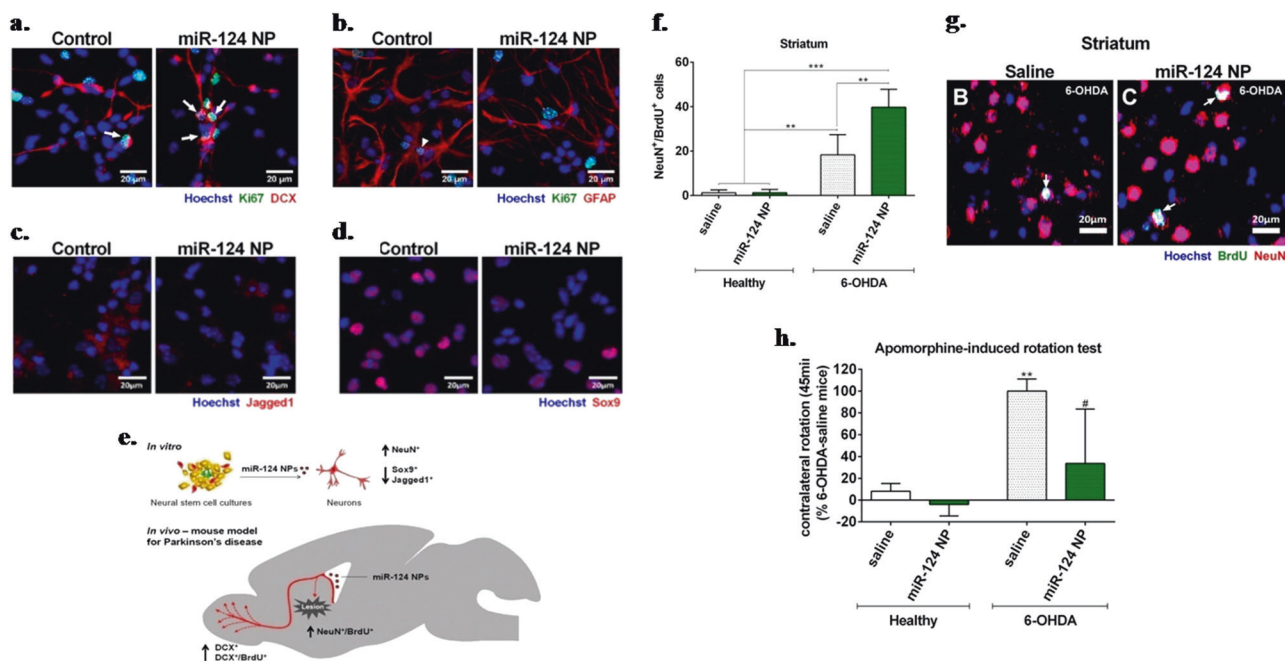 a.
Control miR-124 NP
20 µm 20 µm
Hoechst Ki67 DCX
b.
Control miR-124 NP
20 µm 20 µm
Hoechst Ki67 GFAP
c.
Control miR-124 NP
20µm 20µm
Hoechst Jagged1
d.
Control miR-124 NP
20µm 20µm
Hoechst Sox9
e.
In vitro
miR-124 NPs
Neural stem cell cultures
Neurons
↑ NeuN⁺
↓ Sox9⁺
Jagged1⁺
In vivo – mouse model
for Parkinson's disease
miR-124 NPs
Lesion
↑ NeuN⁺/BrdU⁺
↑ DCX⁺
DCX⁺/BrdU⁺
f.
Striatum
NeuN⁺/BrdU⁺ cells
60
40
20
0
***
**
**
saline miR-124 NP saline miR-124 NP
Healthy 6-OHDA
g.
Striatum
Saline miR-124 NP
B 6-OHDA C 6-OHDA
20µm 20µm
Hoechst BrdU NeuN
h.
Apomorphine-induced rotation test
contralateral rotation (45mii
(% 6-OHDA-saline mice)
120
100
80
60
40
20
0
-20
**
#
saline miR-124 NP saline miR-124 NP
Healthy 6-OHDA